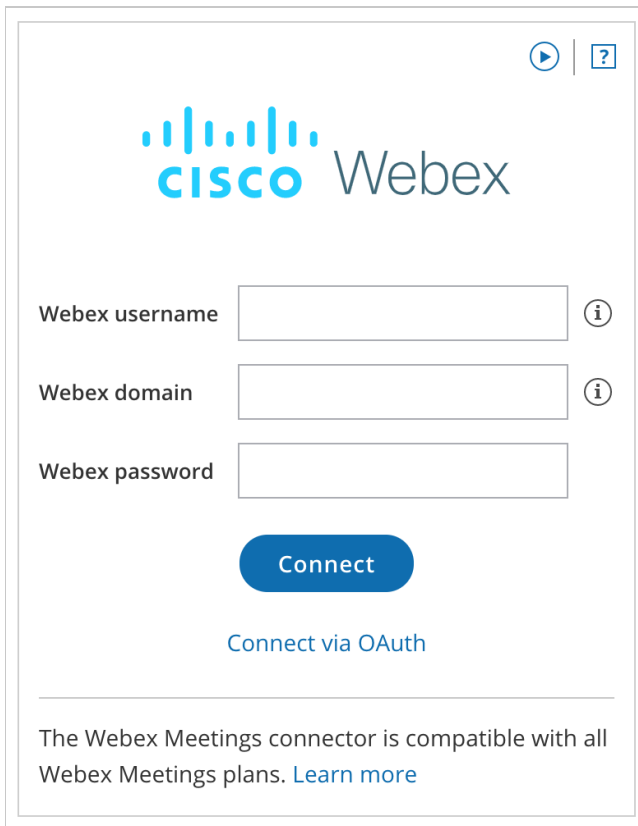 ?
CISCO Webex
Webex username
i
Webex domain
i
Webex password
Connect
Connect via OAuth
The Webex Meetings connector is compatible with all
Webex Meetings plans. Learn more